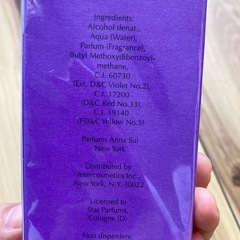 Ingredients:
Alcohol denat.,
Aqua (Water),
Parfum (Fragrance),
Butyl Methoxydibenzoyl-
methane,
C.I. 60730
(Ext. D&C Violet No.2),
C.I. 17200
(D&C Red No.33),
C.I. 19140
(FD&C Yellow No.5)
Parfums Anna Sui
New York
Distributed by
Intercosmetics Inc.,
New York, N.Y. 10022
Licensed to
Star Parfums,
Cologne, (D)
Non disperdere